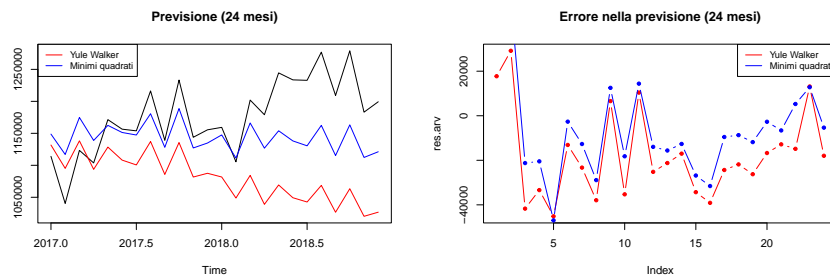 Previsione (24 mesi)
Yule Walker
Minimi quadrati
1250000
1150000
1050000
2017.0
2017.5
2018.0
2018.5
Time
Errore nella previsione (24 mesi)
Yule Walker
Minimi quadrati
res.arv
20000
0
−40000
5
10
15
20
Index